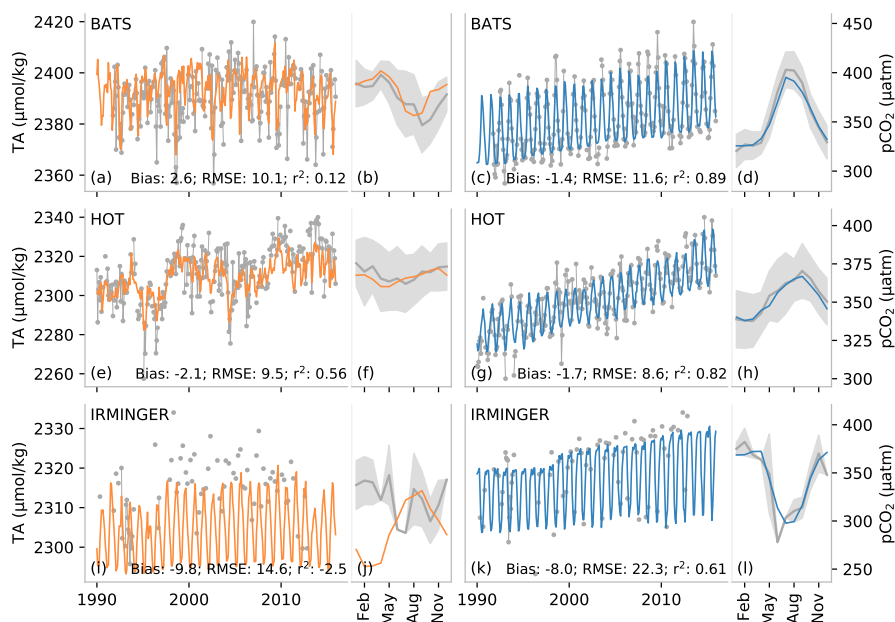 BATS
2420
2400
2380
2360
TA (μmol/kg)
(a) Bias: 2.6; RMSE: 10.1; r²: 0.12
(b)
BATS
(c) Bias: -1.4; RMSE: 11.6; r²: 0.89
(d)
450
400
350
300
pCO₂ (μatm)
HOT
2340
2320
2300
2280
2260
TA (μmol/kg)
(e) Bias: -2.1; RMSE: 9.5; r²: 0.56
(f)
HOT
(g) Bias: -1.7; RMSE: 8.6; r²: 0.82
(h)
400
375
350
325
300
pCO₂ (μatm)
IRMINGER
2330
2320
2310
2300
TA (μmol/kg)
(i) Bias: -9.8; RMSE: 14.6; r²: -2.5
(j)
IRMINGER
(k) Bias: -8.0; RMSE: 22.3; r²: 0.61
(l)
400
350
300
250
pCO₂ (μatm)
1990 2000 2010
Feb May Aug Nov
1990 2000 2010
Feb May Aug Nov